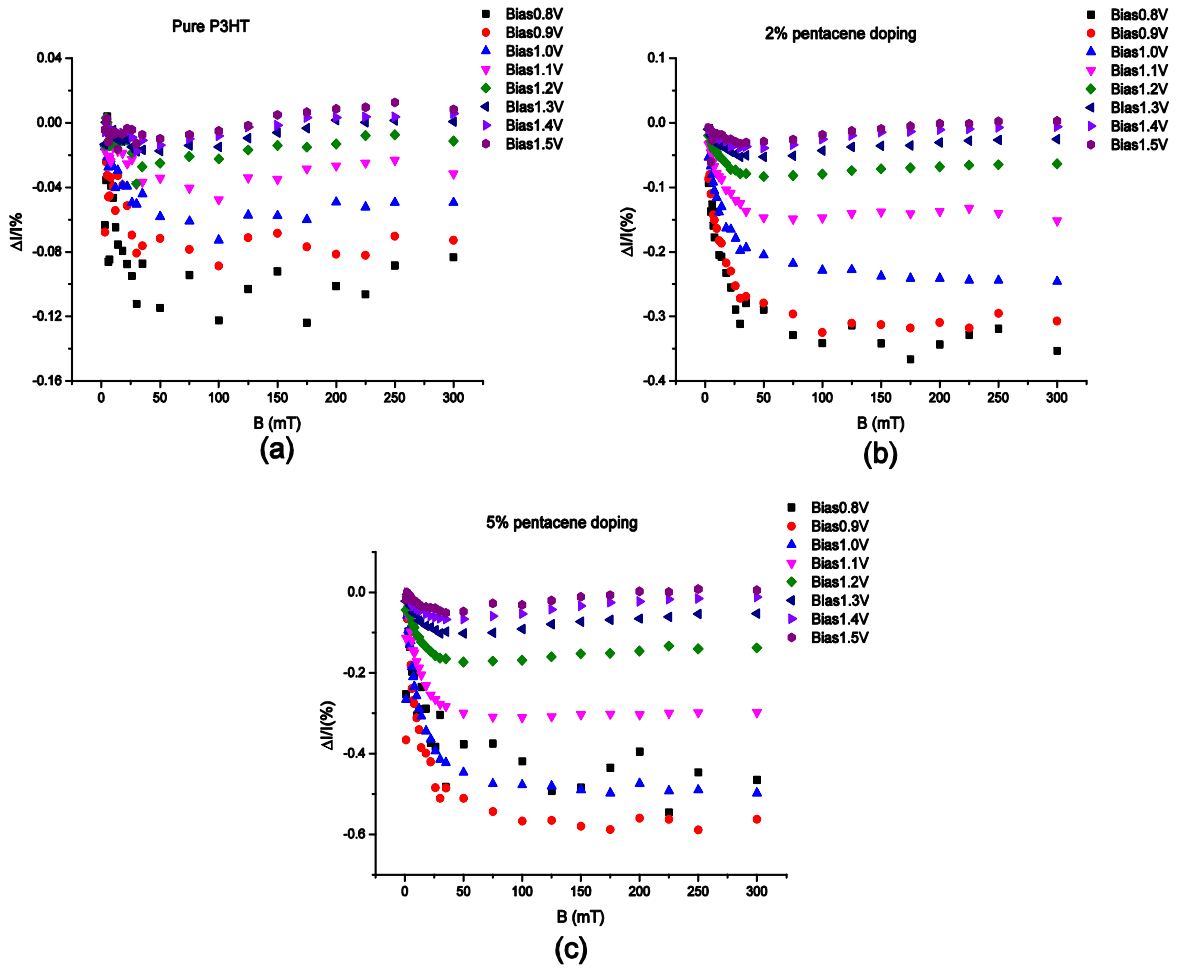 Pure P3HT
Bias0.8V
Bias0.9V
Bias1.0V
Bias1.1V
Bias1.2V
BIas1.3V
Bias1.4V
Bias1.5V
0.04
0.00
-0.04
-0.08
-0.12
-0.16
ΔI/I%
0 50 100 150 200 250 300
B (mT)
(a)
2% pentacene doping
Bias0.8V
Bias0.9V
Bias1.0V
Bias1.1V
Bias1.2V
BIas1.3V
Bias1.4V
Bias1.5V
0.1
0.0
-0.1
-0.2
-0.3
-0.4
ΔI/I(%)
0 50 100 150 200 250 300
B (mT)
(b)
5% pentacene doping
Bias0.8V
Bias0.9V
Bias1.0V
Bias1.1V
Bias1.2V
BIas1.3V
Bias1.4V
Bias1.5V
0.0
-0.2
-0.4
-0.6
ΔI/I(%)
0 50 100 150 200 250 300
B (mT)
(c)